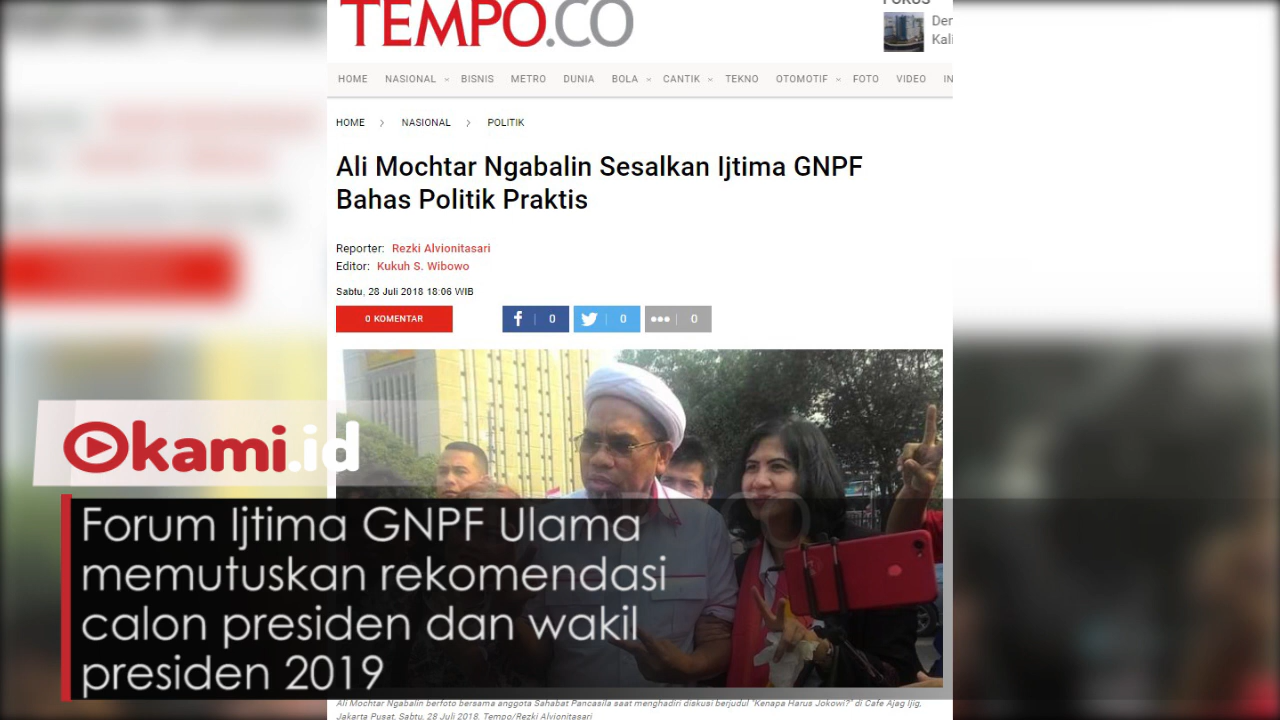 TEMPO.CO
FOKUS
HOME NASIONAL BISNIS METRO DUNIA BOLA CANTIK TEKNO OTOMOTIF FOTO VIDEO IN
HOME > NASIONAL > POLITIK
Ali Mochtar Ngabalin Sesalkan Ijtima GNPF
Bahas Politik Praktis
Reporter: Rezki Alvionitasari
Editor: Kukuh S. Wibowo
Sabtu, 28 Juli 2018 18:06 WIB
0 KOMENTAR
0 0 0
Okami.id
Forum Ijtima GNPF Ulama
memutuskan rekomendasi
calon presiden dan wakil
presiden 2019
Ali Mochtar Ngabalin berfoto bersama anggota Sahabat Pancasila saat menghadiri diskusi berjudul "Kenapa Harus Jokowi?" di Cafe Ajag Ijig,
Jakarta Pusat, Sabtu, 28 Juli 2018. Tempo/Rezki Alvionitasari